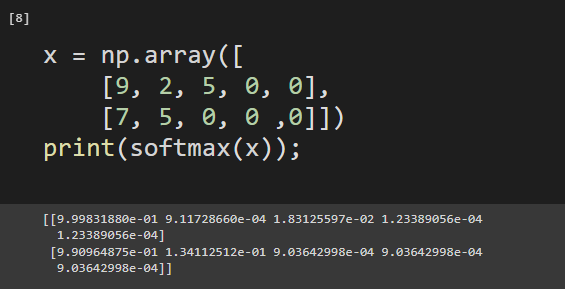 [8]
x = np.array([
[9, 2, 5, 0, 0],
[7, 5, 0, 0 ,0]])
print(softmax(x));
[[9.99831880e-01 9.11728660e-04 1.83125597e-02 1.23389056e-04
1.23389056e-04]
[9.90964875e-01 1.34112512e-01 9.03642998e-04 9.03642998e-04
9.03642998e-04]]